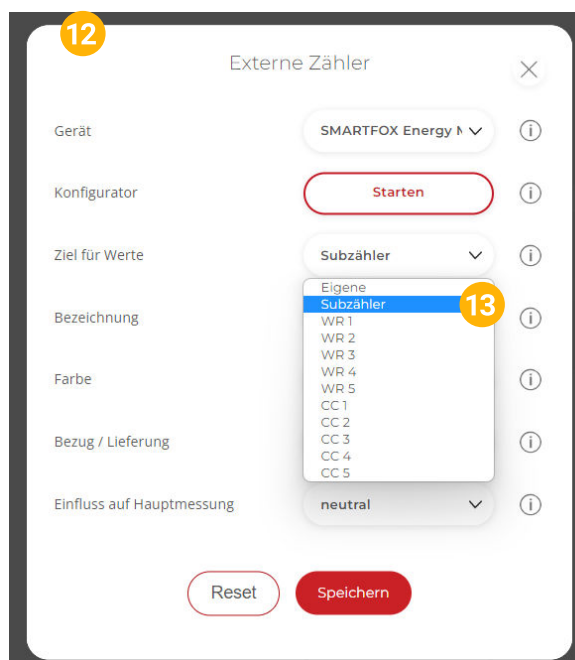 12
Externe Zähler
Gerät SMARTFOX Energy
Konfigurator Starten
Ziel für Werte Subzähler
Eigene
Subzähler 13
Bezeichnung WR 1
WR 2
WR 3
Farbe WR 4
WR 5
CC 1
CC 2
Bezug / Lieferung CC 3
CC 4
CC 5
Einfluss auf Hauptmessung neutral
Reset Speichern